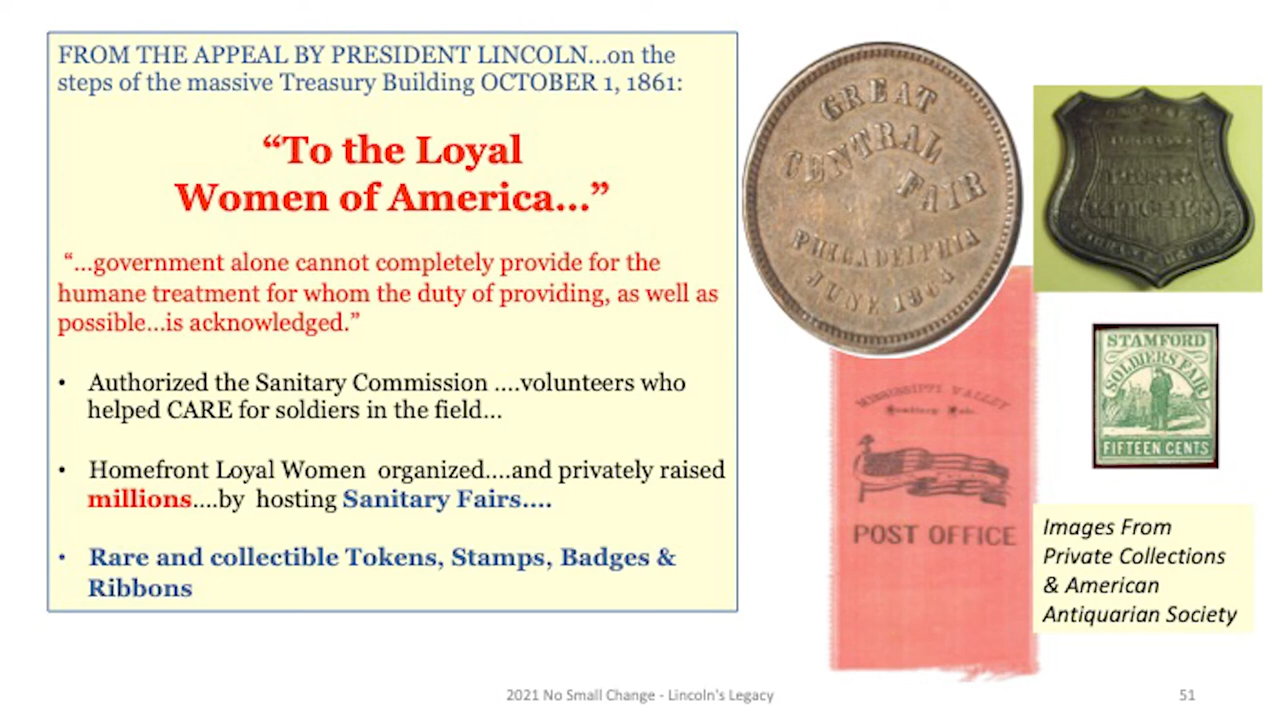 FROM THE APPEAL BY PRESIDENT LINCOLN...on the
steps of the massive Treasury Building OCTOBER 1, 1861:
“To the Loyal
Women of America...”
“...government alone cannot completely provide for the
humane treatment for whom the duty of providing, as well as
possible...is acknowledged.”
• Authorized the Sanitary Commission ....volunteers who
helped CARE for soldiers in the field...
• Homefront Loyal Women organized....and privately raised
millions....by hosting Sanitary Fairs....
• Rare and collectible Tokens, Stamps, Badges &
Ribbons
GREAT
CENTRAL
FAIR
PHILADELPHIA
JUNE 1864
KITCHEN
MISSISSIPPI VALLEY
Sanitary Fair.
POST OFFICE
STAMFORD
SOLDIERS FAIR
FIFTEEN CENTS
Images From
Private Collections
& American
Antiquarian Society
2021 No Small Change - Lincoln's Legacy
51